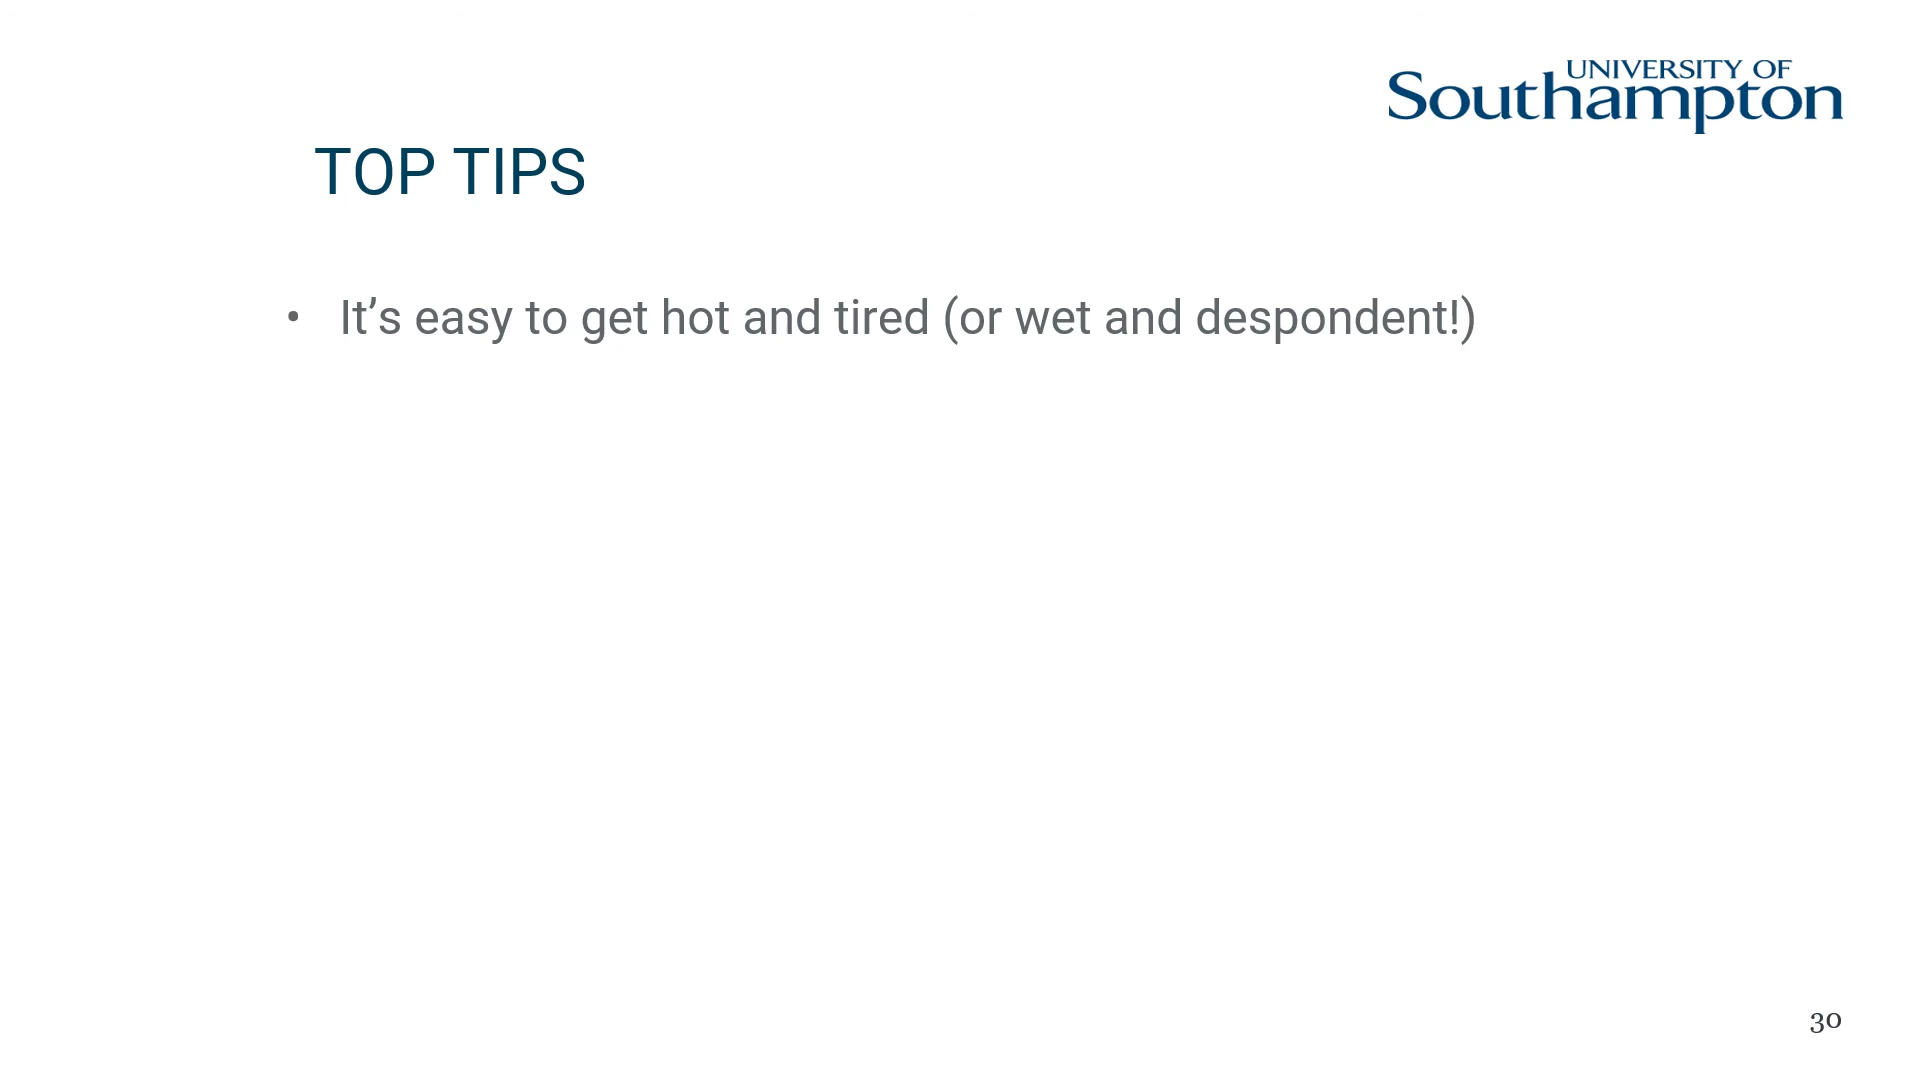 UNIVERSITY OF
Southampton
TOP TIPS
• It’s easy to get hot and tired (or wet and despondent!)
30